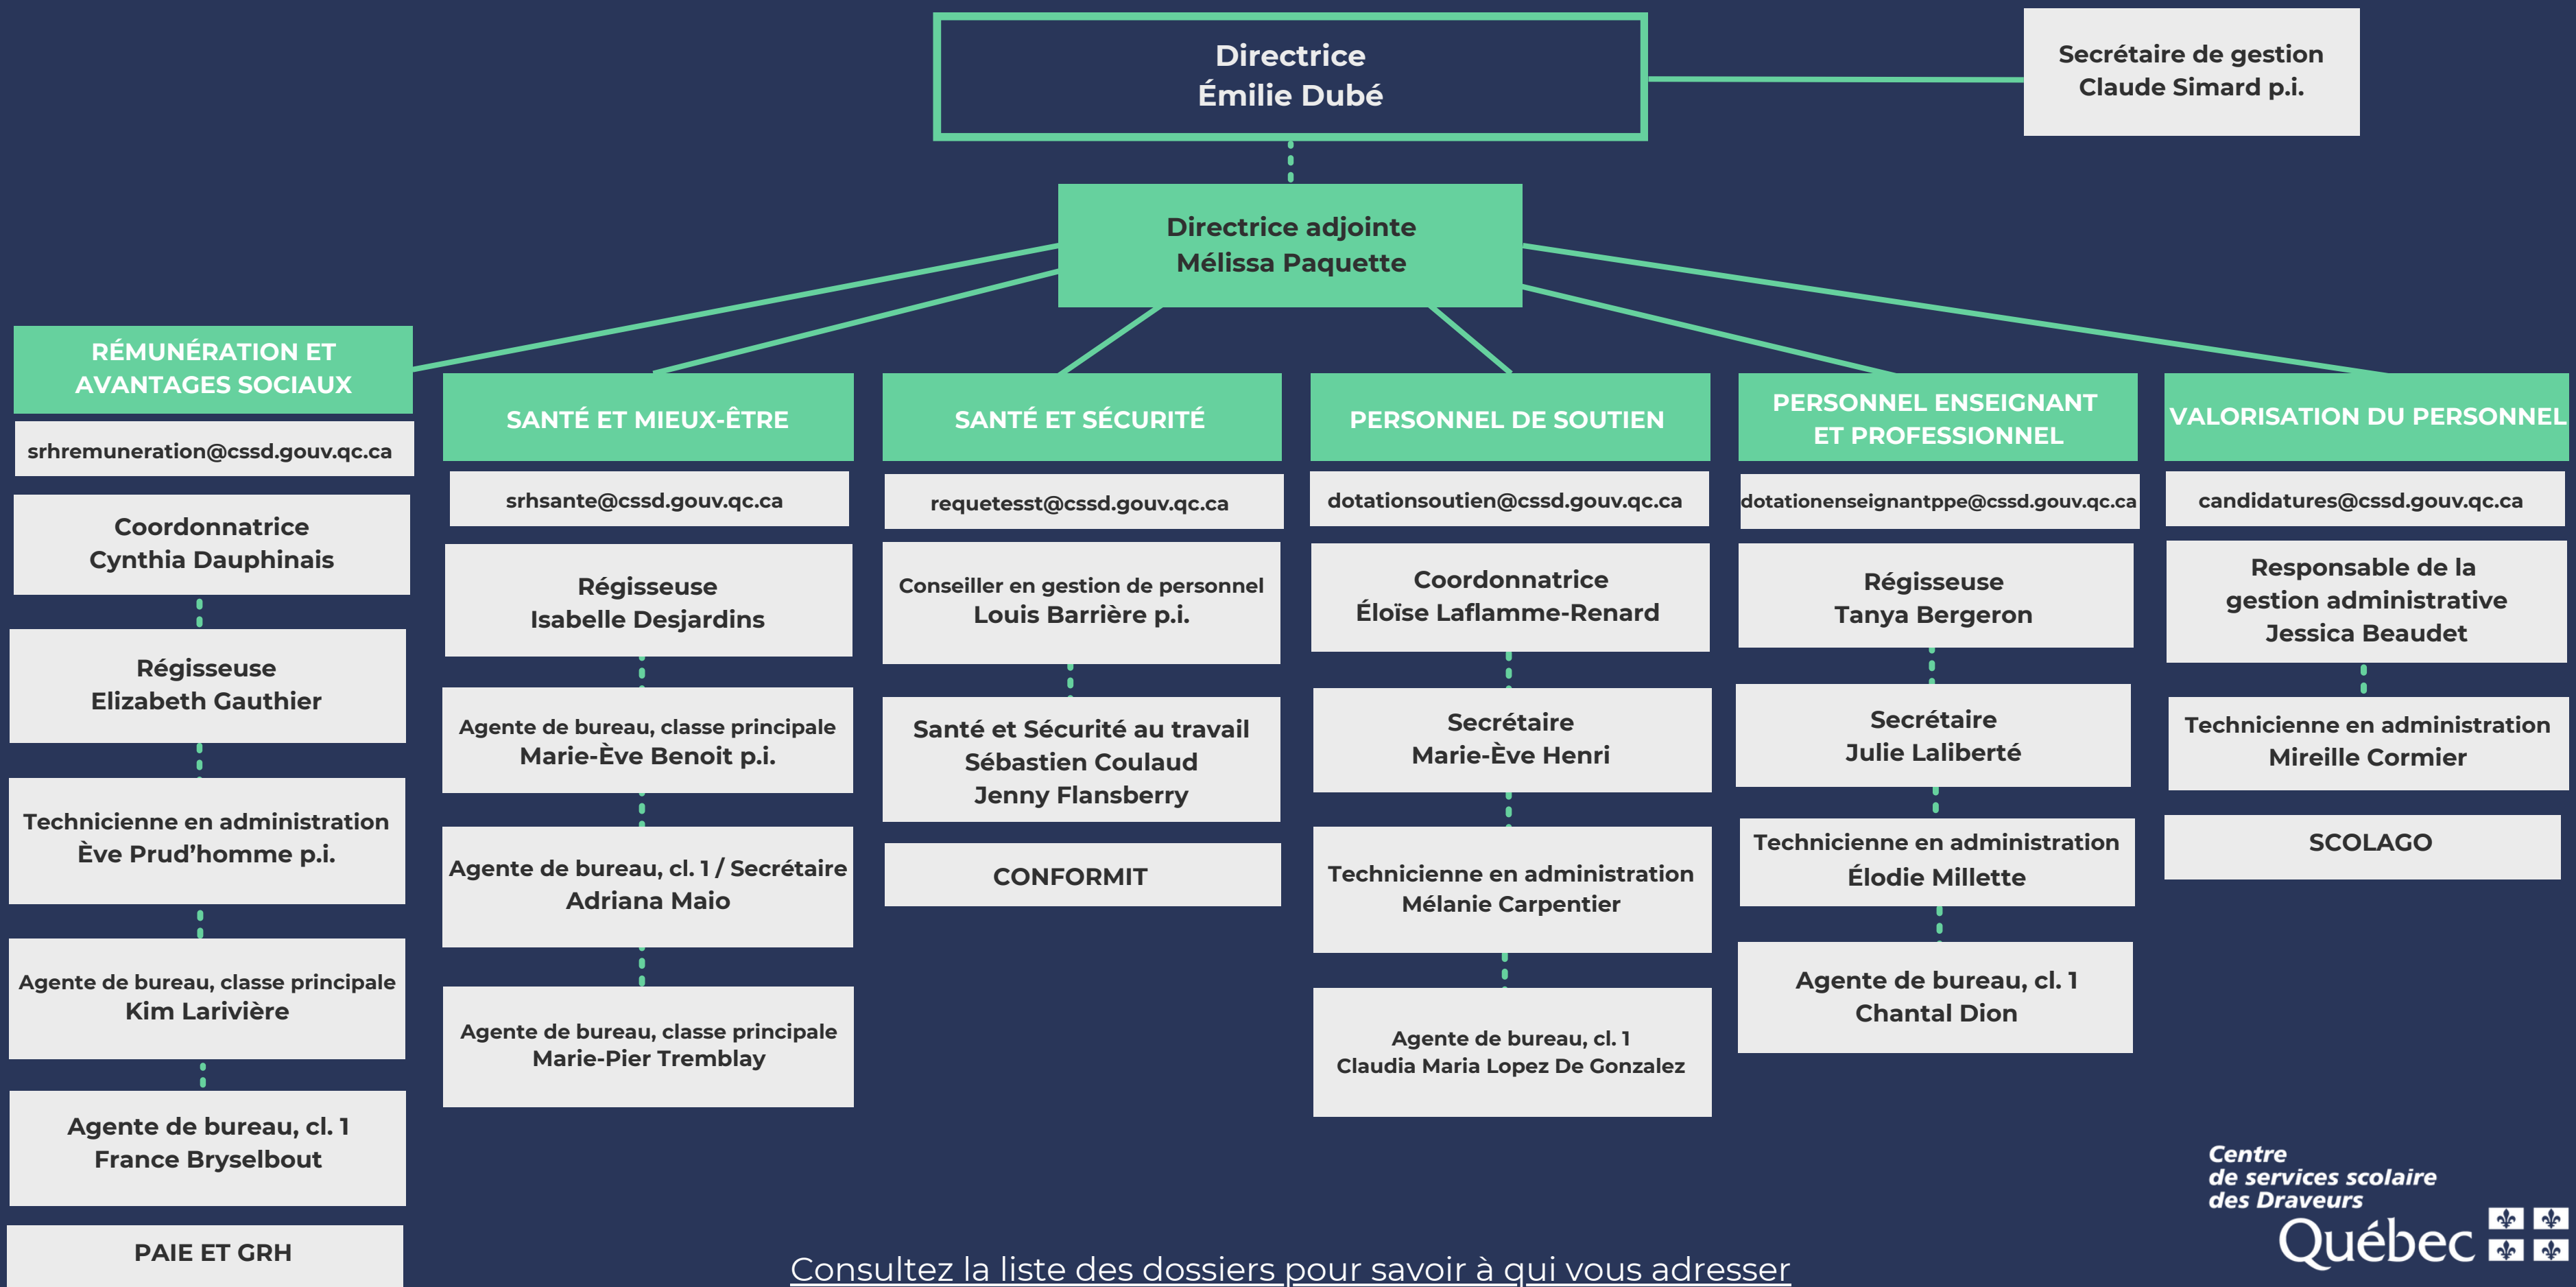 Directrice
Émilie Dubé
Secrétaire de gestion
Claude Simard p.i.
Directrice adjointe
Mélissa Paquette
RÉMUNÉRATION ET
AVANTAGES SOCIAUX
srhremuneration@cssd.gouv.qc.ca
Coordonnatrice
Cynthia Dauphinais
Régisseuse
Elizabeth Gauthier
Technicienne en administration
Ève Prud’homme p.i.
Agente de bureau, classe principale
Kim Larivière
Agente de bureau, cl. 1
France Bryselbout
PAIE ET GRH
SANTÉ ET MIEUX-ÊTRE
srhsante@cssd.gouv.qc.ca
Régisseuse
Isabelle Desjardins
Agente de bureau, classe principale
Marie-Ève Benoit p.i.
Agente de bureau, cl. 1 / Secrétaire
Adriana Maio
Agente de bureau, classe principale
Marie-Pier Tremblay
SANTÉ ET SÉCURITÉ
requetesst@cssd.gouv.qc.ca
Conseiller en gestion de personnel
Louis Barrière p.i.
Santé et Sécurité au travail
Sébastien Coulaud
Jenny Flansberry
CONFORMIT
PERSONNEL DE SOUTIEN
dotationsoutien@cssd.gouv.qc.ca
Coordonnatrice
Éloïse Laflamme-Renard
Secrétaire
Marie-Ève Henri
Technicienne en administration
Mélanie Carpentier
Agente de bureau, cl. 1
Claudia Maria Lopez De Gonzalez
PERSONNEL ENSEIGNANT
ET PROFESSIONNEL
dotationenseignantppe@cssd.gouv.qc.ca
Régisseuse
Tanya Bergeron
Secrétaire
Julie Laliberté
Technicienne en administration
Élodie Millette
Agente de bureau, cl. 1
Chantal Dion
VALORISATION DU PERSONNEL
candidatures@cssd.gouv.qc.ca
Responsable de la
gestion administrative
Jessica Beaudet
Technicienne en administration
Mireille Cormier
SCOLAGO
Centre
de services scolaire
des Draveurs
Québec
Consultez la liste des dossiers pour savoir à qui vous adresser